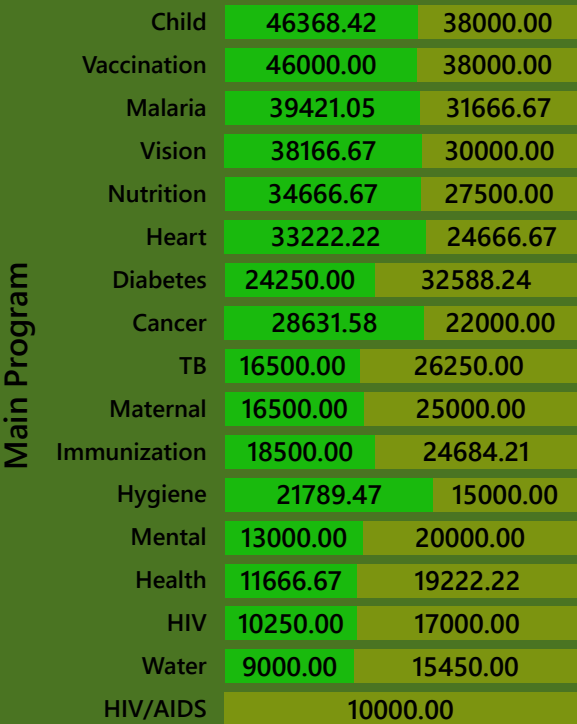 Main Program
Child 46368.42 38000.00
Vaccination 46000.00 38000.00
Malaria 39421.05 31666.67
Vision 38166.67 30000.00
Nutrition 34666.67 27500.00
Heart 33222.22 24666.67
Diabetes 24250.00 32588.24
Cancer 28631.58 22000.00
TB 16500.00 26250.00
Maternal 16500.00 25000.00
Immunization 18500.00 24684.21
Hygiene 21789.47 15000.00
Mental 13000.00 20000.00
Health 11666.67 19222.22
HIV 10250.00 17000.00
Water 9000.00 15450.00
HIV/AIDS 10000.00